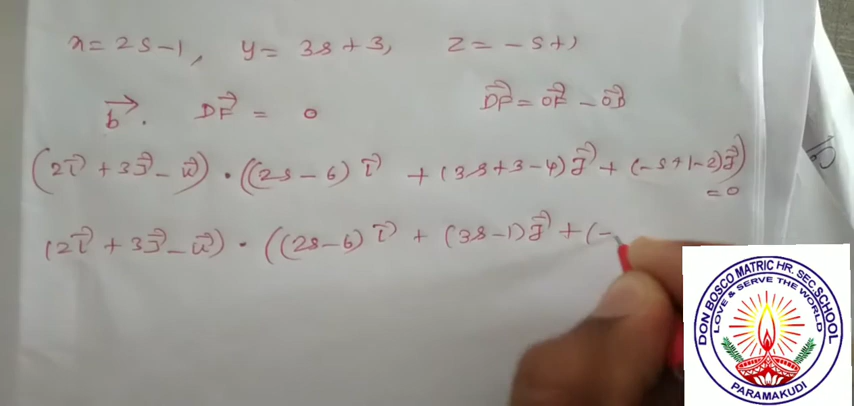 x = 2s - 1, y = 3s + 3, z = -s + 1
b⃗. DF⃗ = 0 DF⃗ = OF⃗ - OD⃗
(2i⃗ + 3j⃗ - k⃗) · ((2s - 6) i⃗ + (3s + 3 - 4) j⃗ + (-s + 1 - 2) j⃗)
= 0
(2i⃗ + 3j⃗ - k⃗) · ((2s - 6) i⃗ + (3s - 1) j⃗ + (-
DON BOSCO MATRIC HR. SEC. SCHOOL
LOVE & SERVE THE WORLD
PARAMAKUDI